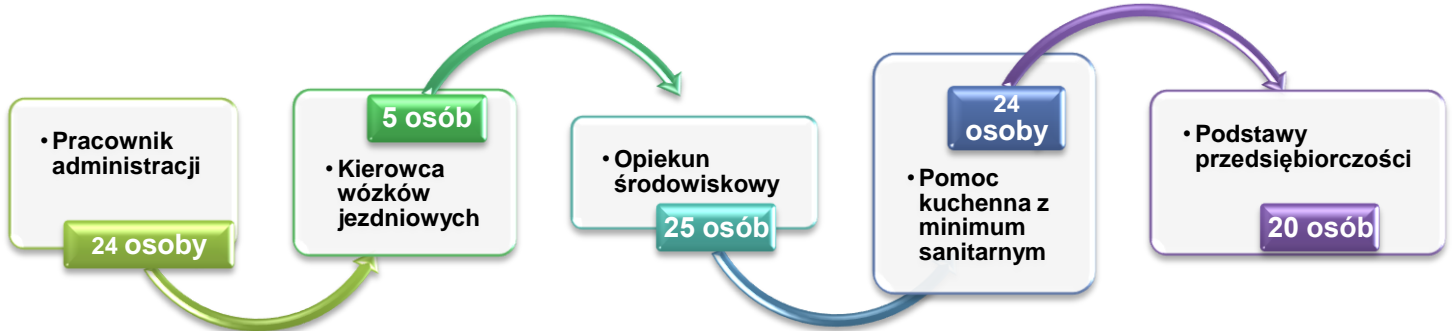 • Pracownik
administracji
24 osoby
5 osób
• Kierowca
wózków
jezdniowych
• Opiekun
środowiskowy
25 osób
24
osoby
• Pomoc
kuchenna z
minimum
sanitarnym
• Podstawy
przedsiębiorczości
20 osób